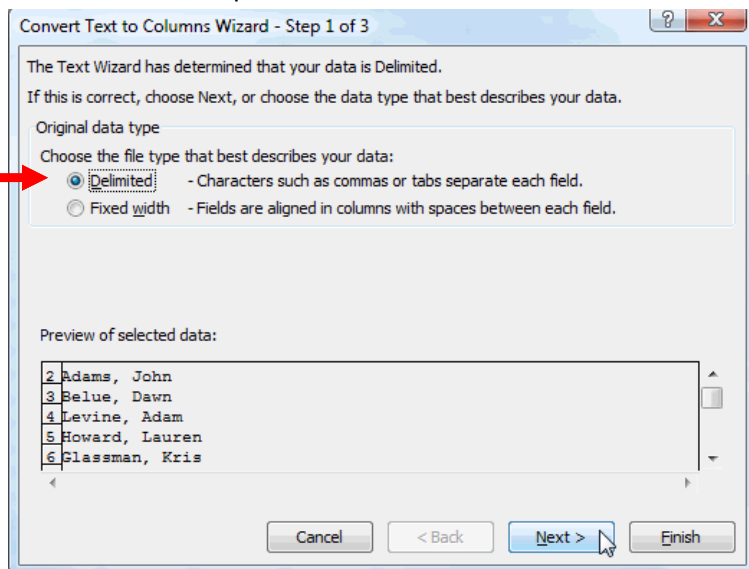 Convert Text to Columns Wizard - Step 1 of 3
The Text Wizard has determined that your data is Delimited.
If this is correct, choose Next, or choose the data type that best describes your data.
Original data type
Choose the file type that best describes your data:
Delimited - Characters such as commas or tabs separate each field.
Fixed width - Fields are aligned in columns with spaces between each field.
Preview of selected data:
2 Adams, John
3 Belue, Dawn
4 Levine, Adam
5 Howard, Lauren
6 Glassman, Kris
Cancel < Back Next > Finish